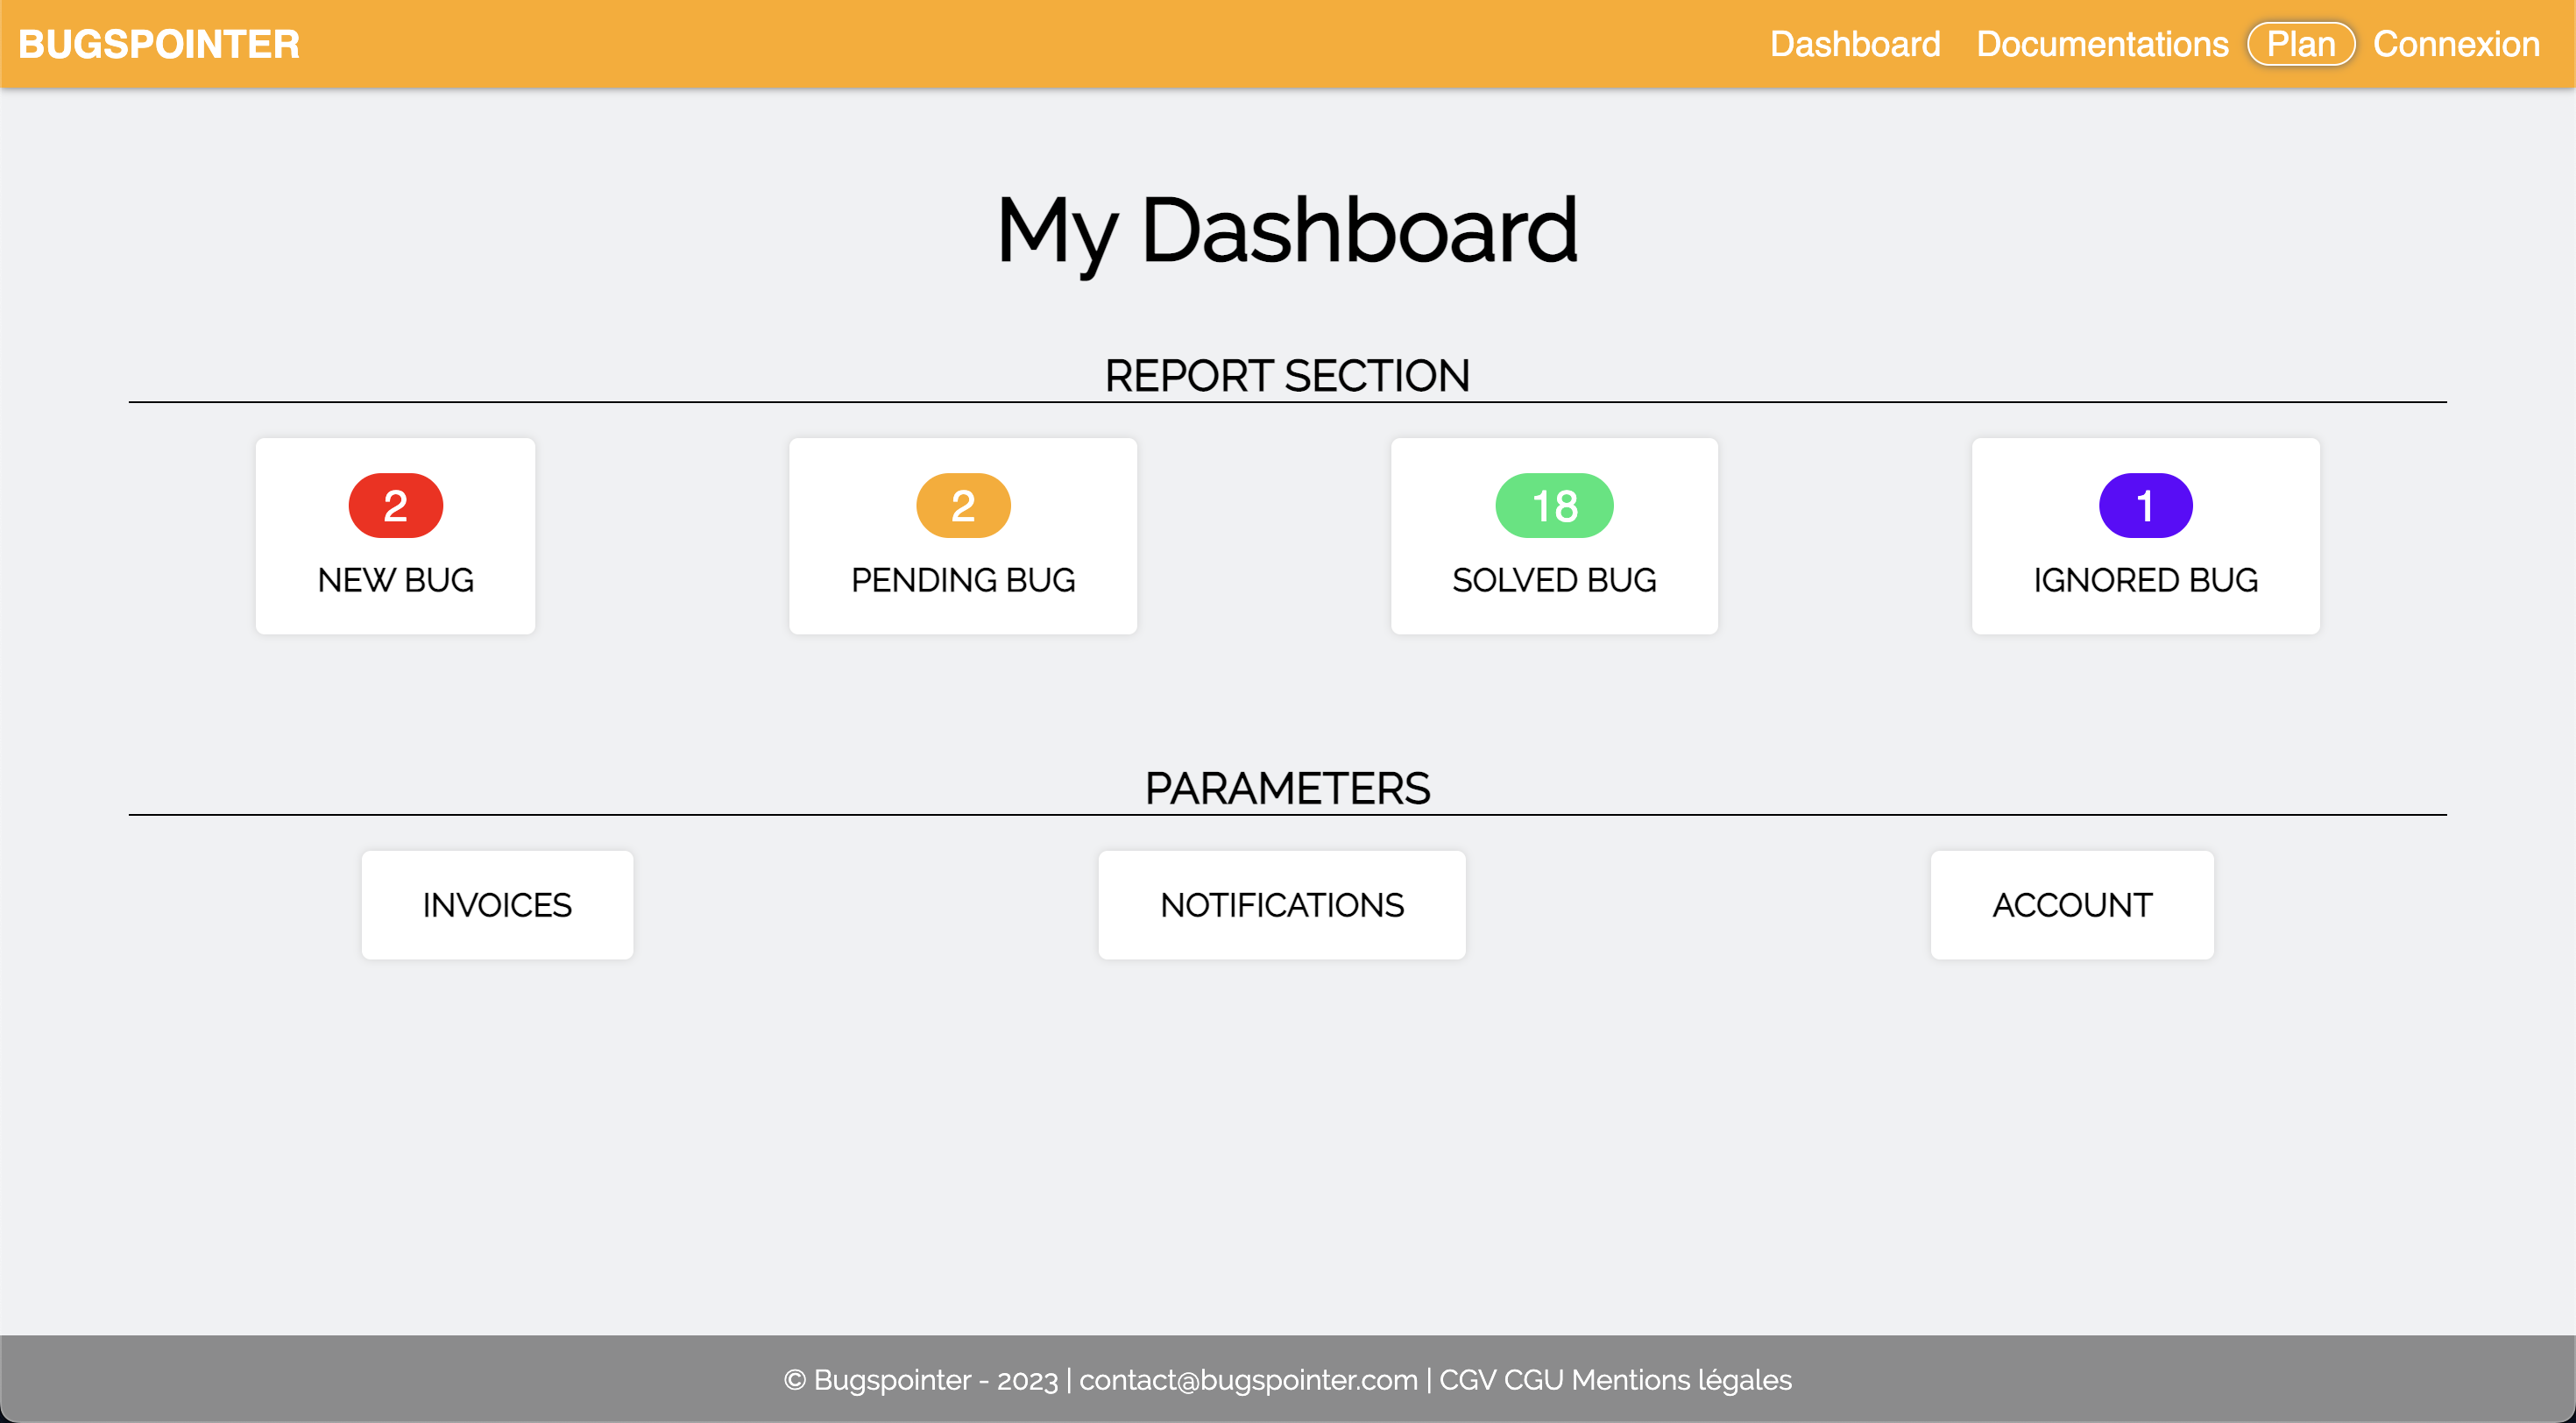 BUGSPOINTER
Dashboard Documentations Plan Connexion
My Dashboard
REPORT SECTION
2
NEW BUG
2
PENDING BUG
18
SOLVED BUG
1
IGNORED BUG
PARAMETERS
INVOICES
NOTIFICATIONS
ACCOUNT
© Bugspointer - 2023 | contact@bugspointer.com | CGV CGU Mentions légales